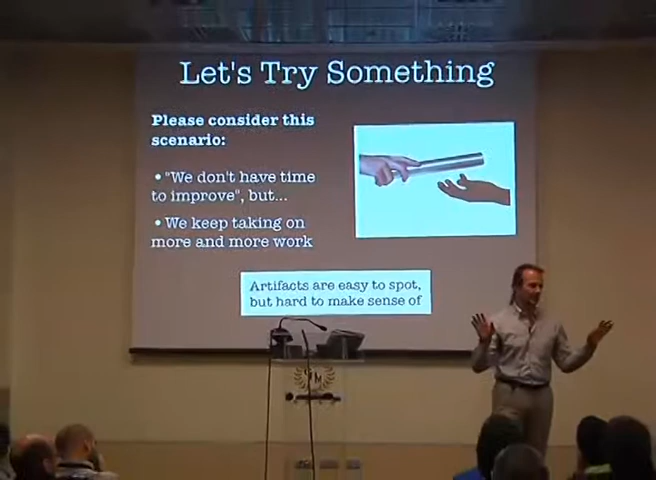 Let's Try Something
Please consider this
scenario:
• "We don't have time
to improve", but...
• We keep taking on
more and more work
Artifacts are easy to spot,
but hard to make sense of